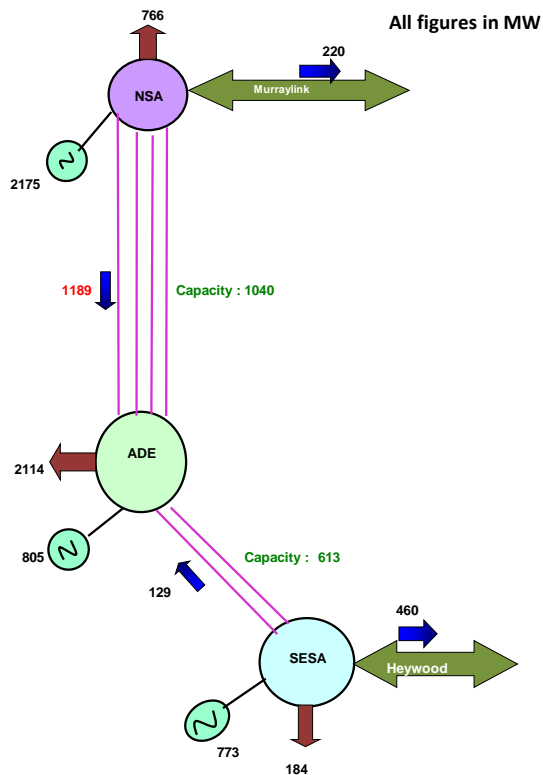 766
All figures in MW
220
NSA
Murraylink
2175
1189
Capacity : 1040
ADE
2114
805
Capacity : 613
129
460
SESA
Heywood
773
184